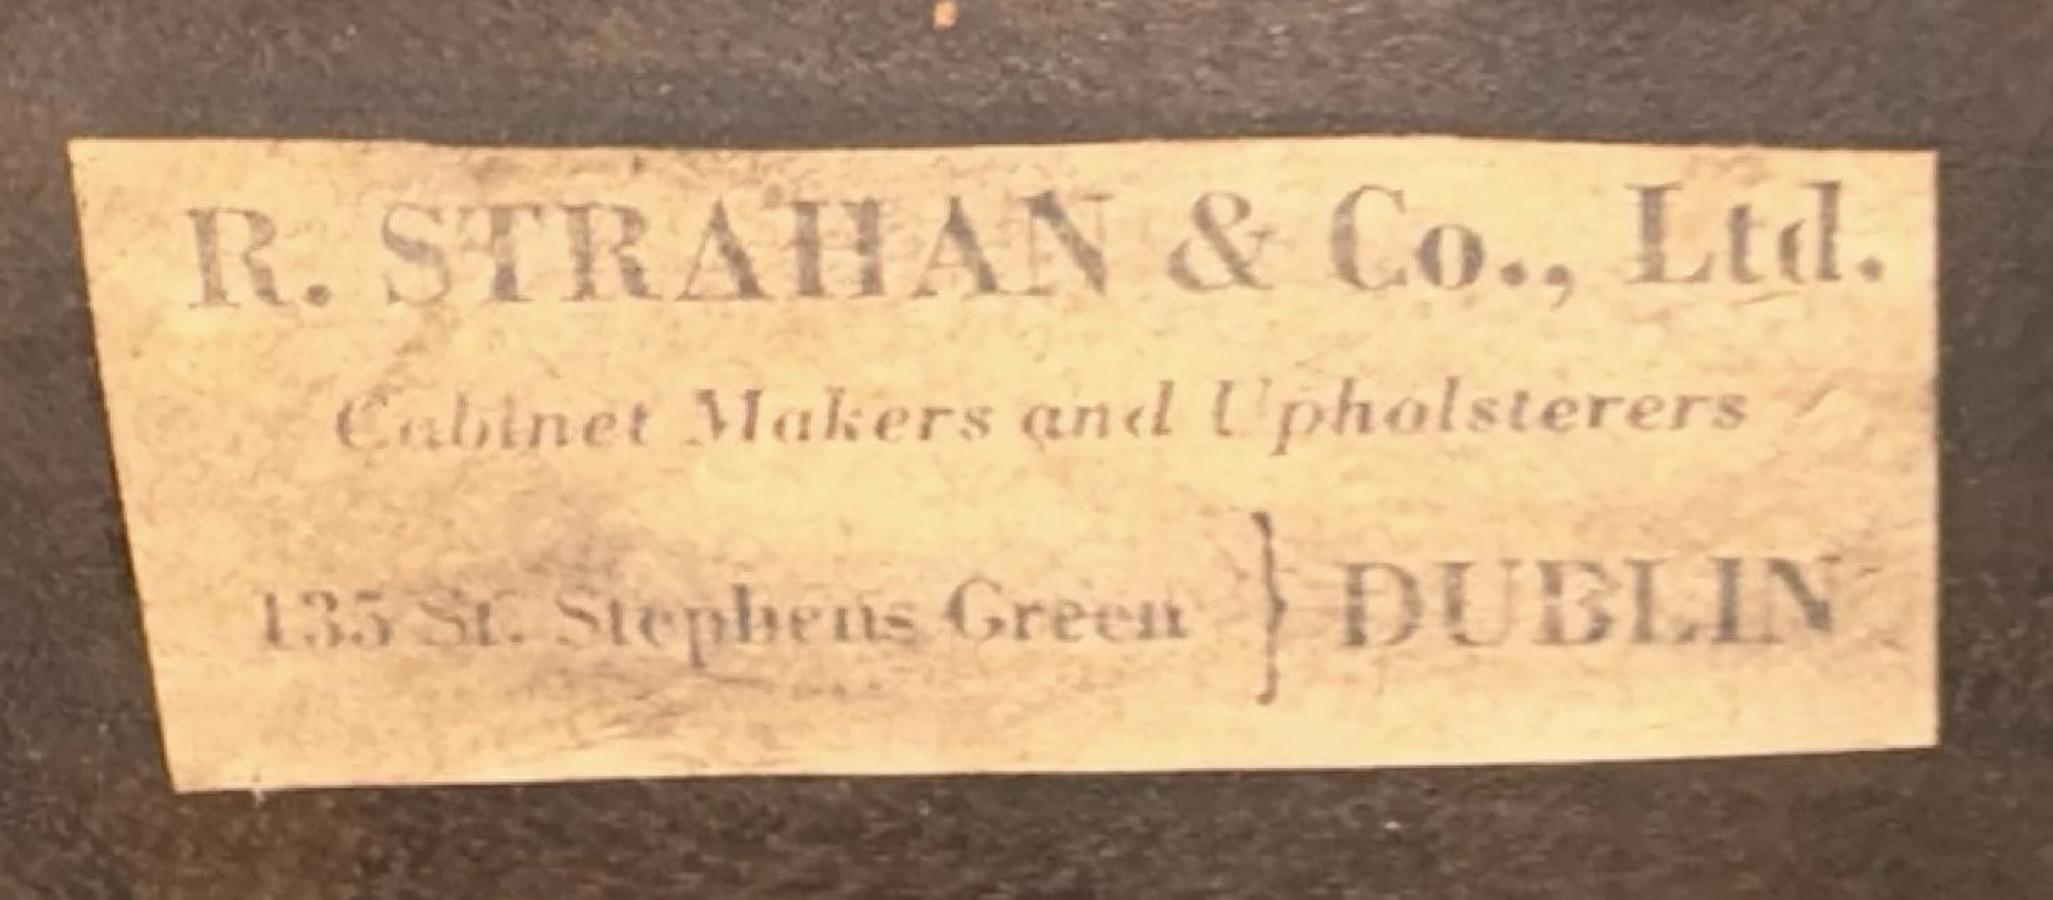 R. STRAHAN & Co., Ltd.
Cabinet Makers and Upholsterers
135 St. Stephens Green } DUBLIN